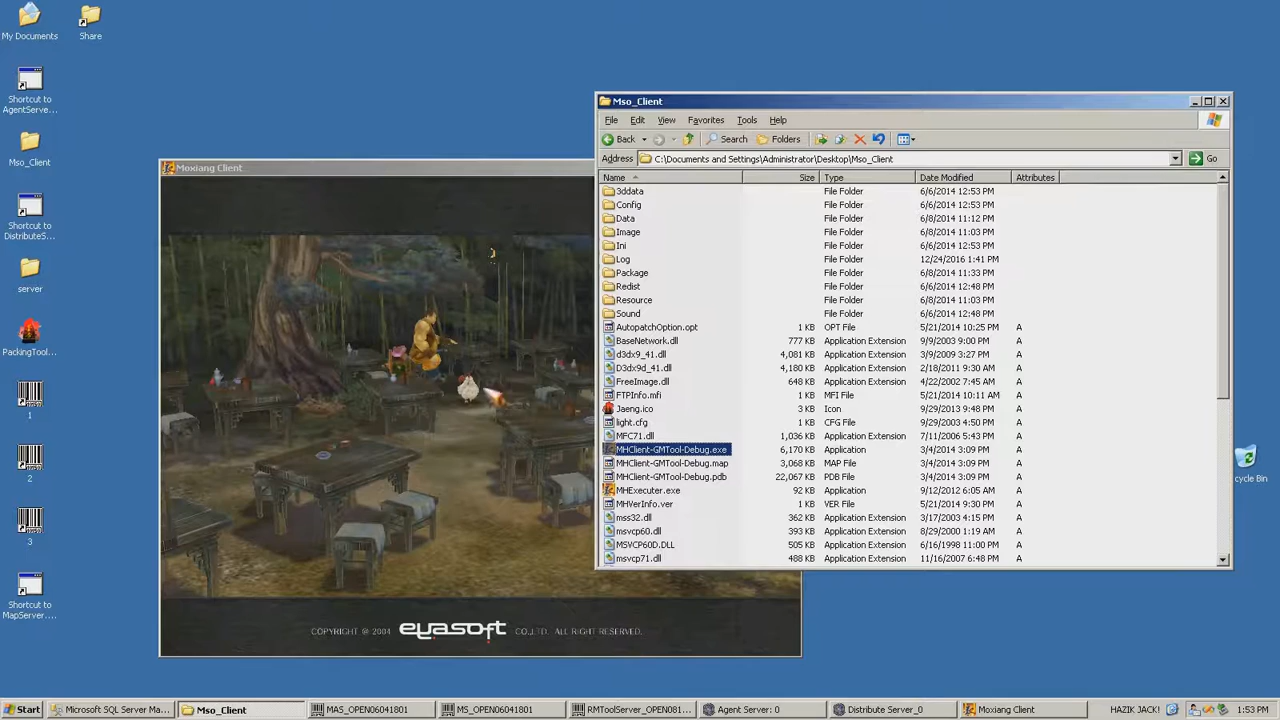 My Documents
Share
Shortcut to
AgentServe...
Mso_Client
Shortcut to
DistributeS...
server
PackingTool...
1
2
3
Shortcut to
MapServer....
Moxiang Client
COPYRIGHT @ 2004 eyasoft CO.,LTD. ALL RIGHT RESERVED.
Mso_Client
File Edit View Favorites Tools Help
Back Search Folders
Address C:\Documents and Settings\Administrator\Desktop\Mso_Client Go
Name Size Type Date Modified Attributes
3ddata File Folder 6/6/2014 12:53 PM
Config File Folder 6/6/2014 12:53 PM
Data File Folder 6/8/2014 11:12 PM
Image File Folder 6/8/2014 11:03 PM
Ini File Folder 6/6/2014 12:53 PM
Log File Folder 12/24/2016 1:41 PM
Package File Folder 6/8/2014 11:33 PM
Redist File Folder 6/6/2014 12:48 PM
Resource File Folder 6/8/2014 11:03 PM
Sound File Folder 6/6/2014 12:48 PM
AutopatchOption.opt 1 KB OPT File 5/21/2014 10:25 PM A
BaseNetwork.dll 777 KB Application Extension 9/9/2003 9:00 PM A
d3dx9_41.dll 4,081 KB Application Extension 3/9/2009 3:27 PM A
D3dx9d_41.dll 4,180 KB Application Extension 2/18/2011 9:30 AM A
FreeImage.dll 648 KB Application Extension 4/22/2002 7:45 PM A
FTPInfo.mfi 1 KB MFI File 5/21/2014 10:11 AM A
Jaeng.ico 3 KB Icon 9/29/2013 9:48 PM A
light.cfg 1 KB CFG File 9/29/2003 4:50 PM A
MFC71.dll 1,036 KB Application Extension 7/11/2006 5:43 PM A
MHClient-GMTool-Debug.exe 6,170 KB Application 3/4/2014 3:09 PM A
MHClient-GMTool-Debug.map 3,068 KB MAP File 3/4/2014 3:09 PM A
MHClient-GMTool-Debug.pdb 22,067 KB PDB File 3/4/2014 3:09 PM A
MHExecuter.exe 92 KB Application 9/12/2012 6:05 AM A
MHVerInfo.ver 1 KB VER File 5/21/2014 9:30 PM A
mss32.dll 362 KB Application Extension 3/17/2003 4:15 PM A
msvcp60.dll 393 KB Application Extension 8/29/2000 1:19 AM A
MSVCP60D.DLL 505 KB Application Extension 6/16/1998 11:00 PM A
msvcp71.dll 488 KB Application Extension 11/16/2007 6:48 PM A
cycle Bin
Start Microsoft SQL Server Ma... Mso_Client MAS_OPEN06041801 MS_OPEN06041801 RMToolServer_OPEN081... Agent Server: 0 Distribute Server_0 Moxiang Client HAZIK JACK! 1:53 PM